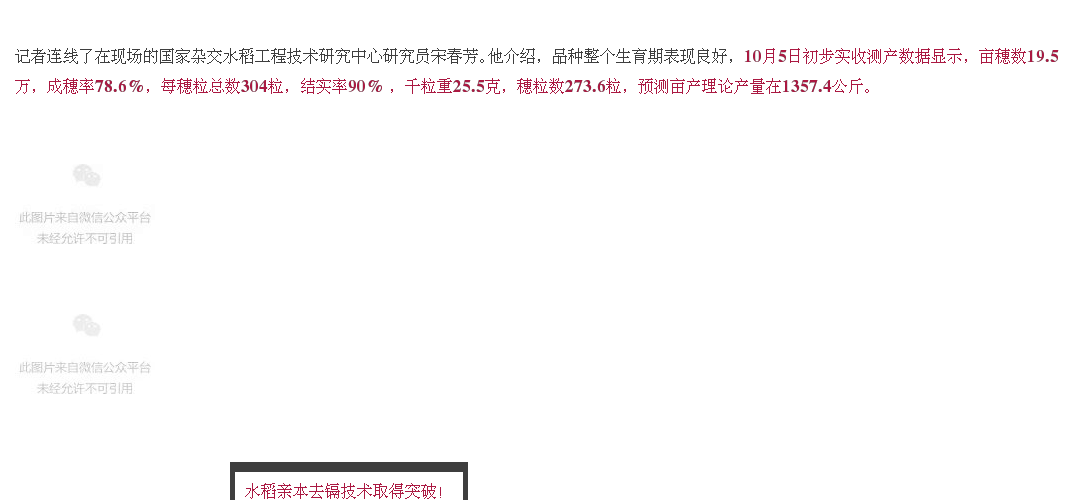 记者连线了在现场的国家杂交水稻工程技术研究中心研究员宋春芳。他介绍，品种整个生育期表现良好，10月5日初步实收测产数据显示，亩穗数19.5
万，成穗率78.6%，每穗粒总数304粒，结实率90% ，千粒重25.5克，穗粒数273.6粒，预测亩产理论产量在1357.4公斤。
此图片来自微信公众平台
未经允许不可引用
此图片来自微信公众平台
未经允许不可引用
水稻亲本去镉技术取得突破！